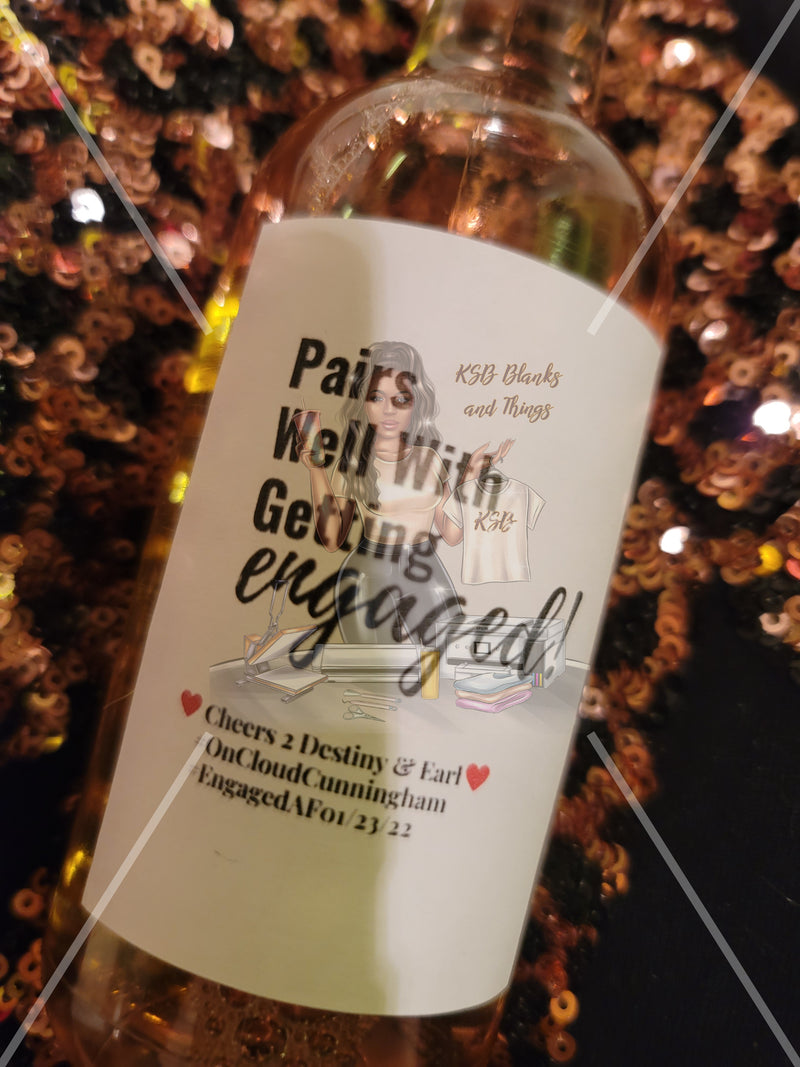 Pairs
Well With
Getting
engaged!
KSB Blanks
and Things
KSB
❤ Cheers 2 Destiny & Earl ❤
#OnCloudCunningham
#EngagedAF01/23/22